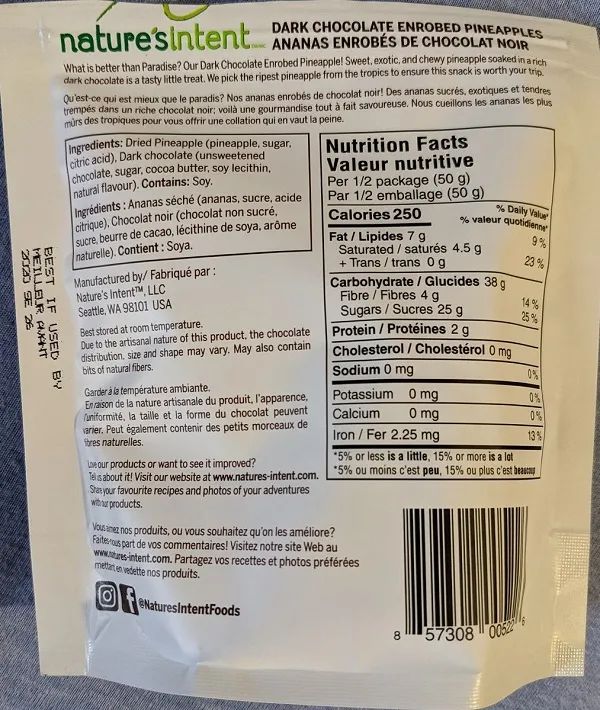 nature's intent
DARK CHOCOLATE ENROBED PINEAPPLES
ANANAS ENROBÉS DE CHOCOLAT NOIR
What is better than Paradise? Our Dark Chocolate Enrobed Pineapple! Sweet, exotic, and chewy pineapple soaked in a rich
dark chocolate is a tasty little treat. We pick the ripest pineapple from the tropics to ensure this snack is worth your trip.
Qu'est-ce qui est mieux que le paradis? Nos ananas enrobés de chocolat noir! Des ananas sucrés, exotiques et tendres
trempés dans un riche chocolat noir; voilà une gourmandise tout à fait savoureuse. Nous cueillons les ananas les plus
mûrs des tropiques pour vous offrir une collation qui en vaut la peine.
Ingredients: Dried Pineapple (pineapple, sugar,
citric acid), Dark chocolate (unsweetened
chocolate, sugar, cocoa butter, soy lecithin,
natural flavour). Contains: Soy.
Ingrédients : Ananas séché (ananas, sucre, acide
citrique), Chocolat noir (chocolat non sucré,
sucre, beurre de cacao, lécithine de soya, arôme
naturelle). Contient : Soya.
Manufactured by/ Fabriqué par :
Nature's Intent™, LLC
Seattle, WA 98101 USA
Best stored at room temperature.
Due to the artisanal nature of this product, the chocolate
distribution, size and shape may vary. May also contain
bits of natural fibers.
Garder à la température ambiante.
En raison de la nature artisanale du produit, l'apparence,
l'uniformité, la taille et la forme du chocolat peuvent
varier. Peut également contenir des petits morceaux de
fibres naturelles.
Love our products or want to see it improved?
Tell us about it! Visit our website at www.natures-intent.com.
Share your favourite recipes and photos of your adventures
with our products.
Vous aimez nos produits, ou vous souhaitez qu'on les améliore?
Faites-nous part de vos commentaires! Visitez notre site Web au
www.natures-intent.com. Partagez vos recettes et photos préférées
mettant en vedette nos produits.
@NaturesIntentFoods
BEST IF USED BY
MEILLEUR AVANT
2020 SE 26
Nutrition Facts
Valeur nutritive
Per 1/2 package (50 g)
Par 1/2 emballage (50 g)
Calories 250
% Daily Value*
% valeur quotidienne*
Fat / Lipides 7 g 9 %
Saturated / saturés 4.5 g
+ Trans / trans 0 g 23 %
Carbohydrate / Glucides 38 g
Fibre / Fibres 4 g 14 %
Sugars / Sucres 25 g 25 %
Protein / Protéines 2 g
Cholesterol / Cholestérol 0 mg
Sodium 0 mg 0 %
Potassium 0 mg 0 %
Calcium 0 mg 0 %
Iron / Fer 2.25 mg 13 %
*5% or less is a little, 15% or more is a lot
*5% ou moins c'est peu, 15% ou plus c'est beaucoup
8 57308 00522 6